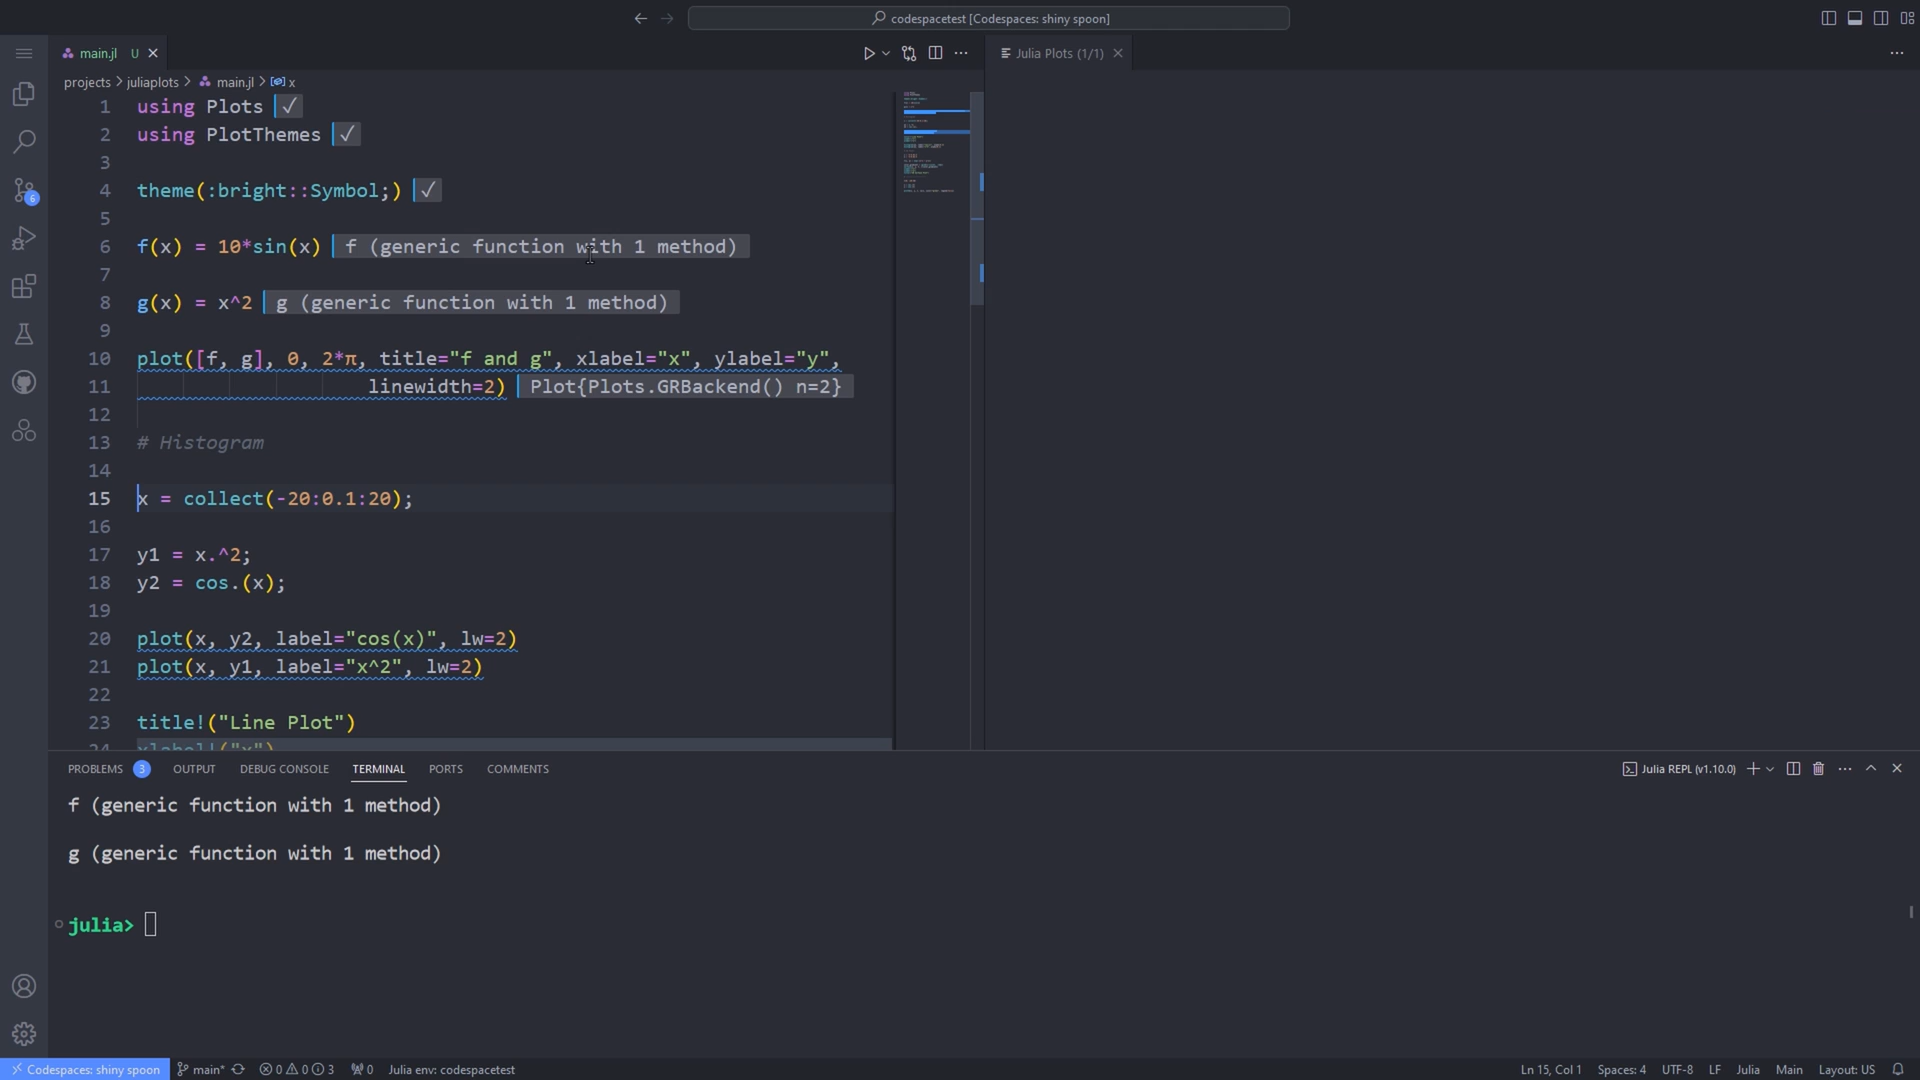 codespacetest [Codespaces: shiny spoon]
main.jl U
Julia Plots (1/1)
projects > juliaplots > main.jl > x
1 using Plots ✓
2 using PlotThemes ✓
3
4 theme(:bright::Symbol;) ✓
5
6 f(x) = 10*sin(x) f (generic function with 1 method)
7
8 g(x) = x^2 g (generic function with 1 method)
9
10 plot([f, g], 0, 2*π, title="f and g", xlabel="x", ylabel="y",
11 linewidth=2) Plot{Plots.GRBackend() n=2}
12
13 # Histogram
14
15 x = collect(-20:0.1:20);
16
17 y1 = x.^2;
18 y2 = cos.(x);
19
20 plot(x, y2, label="cos(x)", lw=2)
21 plot(x, y1, label="x^2", lw=2)
22
23 title!("Line Plot")
24 xlabel!("x")
6
PROBLEMS 3 OUTPUT DEBUG CONSOLE TERMINAL PORTS COMMENTS
Julia REPL (v1.10.0)
f (generic function with 1 method)
g (generic function with 1 method)
julia>
Codespaces: shiny spoon main* 0 0 3 0 Julia env: codespacetest
Ln 15, Col 1 Spaces: 4 UTF-8 LF Julia Main Layout: US